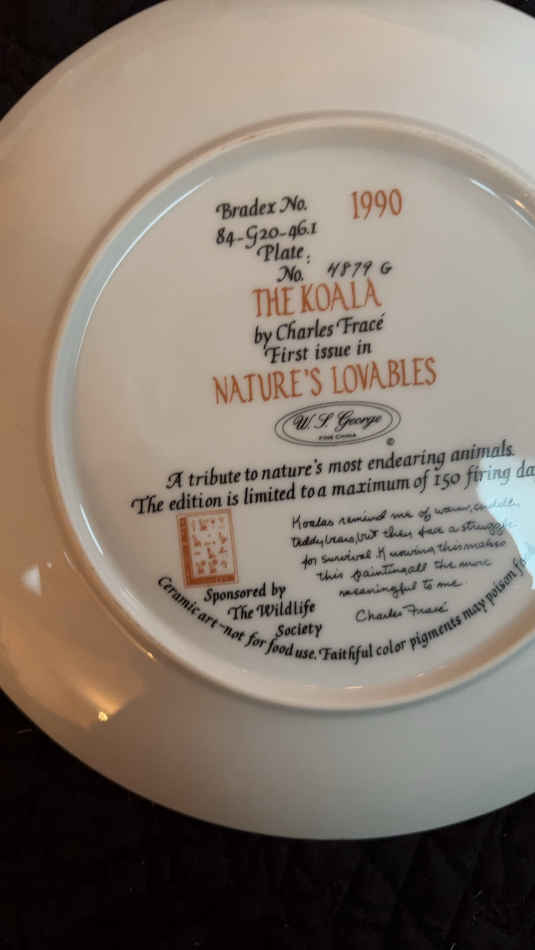 Bradex No. 1990
84-G20-46.1
Plate
No. 4879 G
THE KOALA
by Charles Fracé
First issue in
NATURE'S LOVABLES
W.S. George
FINE CHINA
©
A tribute to nature's most endearing animals.
The edition is limited to a maximum of 150 firing da
Koalas remind me of warm, cuddly,
teddy bears, but they face a struggle
for survival. Knowing this makes
this painting all the more
meaningful to me.
Charles Fracé
Sponsored by
The Wildlife
Society
Ceramic art-not for food use. Faithful color pigments may poison fo